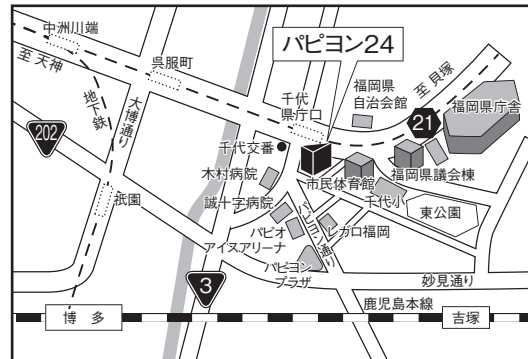 中洲川端
至 天神
地下鉄
呉服町
大博通り
202
祇園
パピヨン24
千代
県庁口
福岡県
自治会館
至 貝塚
21
福岡県庁舎
千代交番
木村病院
市民体育館
福岡県議会棟
誠十字病院
千代小
東公園
パピオ
アイスアリーナ
パピヨン通り
レガロ福岡
パピヨン
プラザ
3
妙見通り
鹿児島本線
博多
吉塚